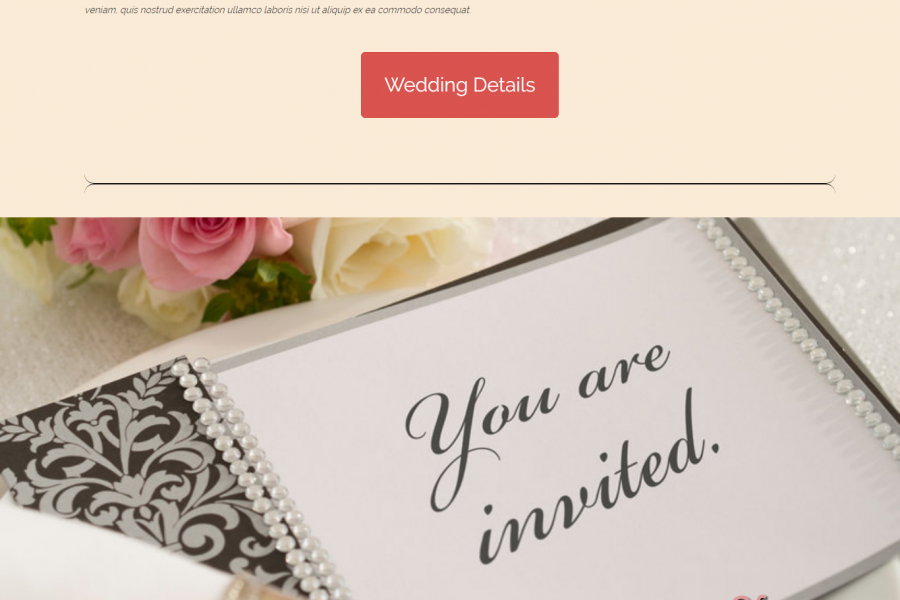 veniam, quis nostrud exercitation ullamco laboris nisi ut aliquip ex ea commodo consequat.
Wedding Details
You are
invited.